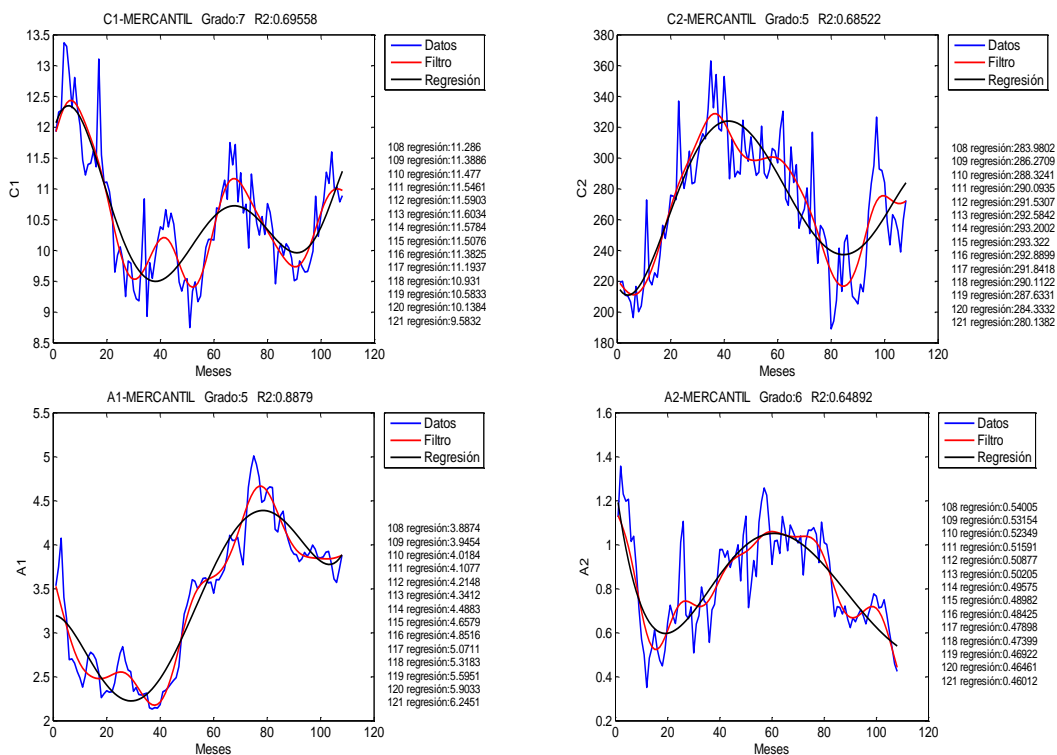 C1-MERCANTIL Grado:7 R2:0.69558
13.5
13
12.5
12
11.5
11
10.5
10
9.5
9
8.5
C1
0 20 40 60 80 100 120
Meses
Datos
Filtro
Regresión
108 regresión:11.286
109 regresión:11.3886
110 regresión:11.477
111 regresión:11.5461
112 regresión:11.5903
113 regresión:11.6034
114 regresión:11.5784
115 regresión:11.5076
116 regresión:11.3825
117 regresión:11.1937
118 regresión:10.931
119 regresión:10.5833
120 regresión:10.1384
121 regresión:9.5832
C2-MERCANTIL Grado:5 R2:0.68522
380
360
340
320
300
280
260
240
220
200
180
C2
0 20 40 60 80 100 120
Meses
Datos
Filtro
Regresión
108 regresión:283.9802
109 regresión:286.2709
110 regresión:288.3241
111 regresión:290.0935
112 regresión:291.5307
113 regresión:292.5842
114 regresión:293.2002
115 regresión:293.322
116 regresión:292.8899
117 regresión:291.8418
118 regresión:290.1122
119 regresión:287.6331
120 regresión:284.3332
121 regresión:280.1382
A1-MERCANTIL Grado:5 R2:0.8879
5.5
5
4.5
4
3.5
3
2.5
2
A1
0 20 40 60 80 100 120
Meses
Datos
Filtro
Regresión
108 regresión:3.8874
109 regresión:3.9454
110 regresión:4.0184
111 regresión:4.1077
112 regresión:4.2148
113 regresión:4.3412
114 regresión:4.4883
115 regresión:4.6579
116 regresión:4.8516
117 regresión:5.0711
118 regresión:5.3183
119 regresión:5.5951
120 regresión:5.9033
121 regresión:6.2451
A2-MERCANTIL Grado:6 R2:0.64892
1.6
1.4
1.2
1
0.8
0.6
0.4
0.2
A2
0 20 40 60 80 100 120
Meses
Datos
Filtro
Regresión
108 regresión:0.54005
109 regresión:0.53154
110 regresión:0.52349
111 regresión:0.51591
112 regresión:0.50877
113 regresión:0.50205
114 regresión:0.49575
115 regresión:0.48982
116 regresión:0.48425
117 regresión:0.47898
118 regresión:0.47399
119 regresión:0.46922
120 regresión:0.46461
121 regresión:0.46012